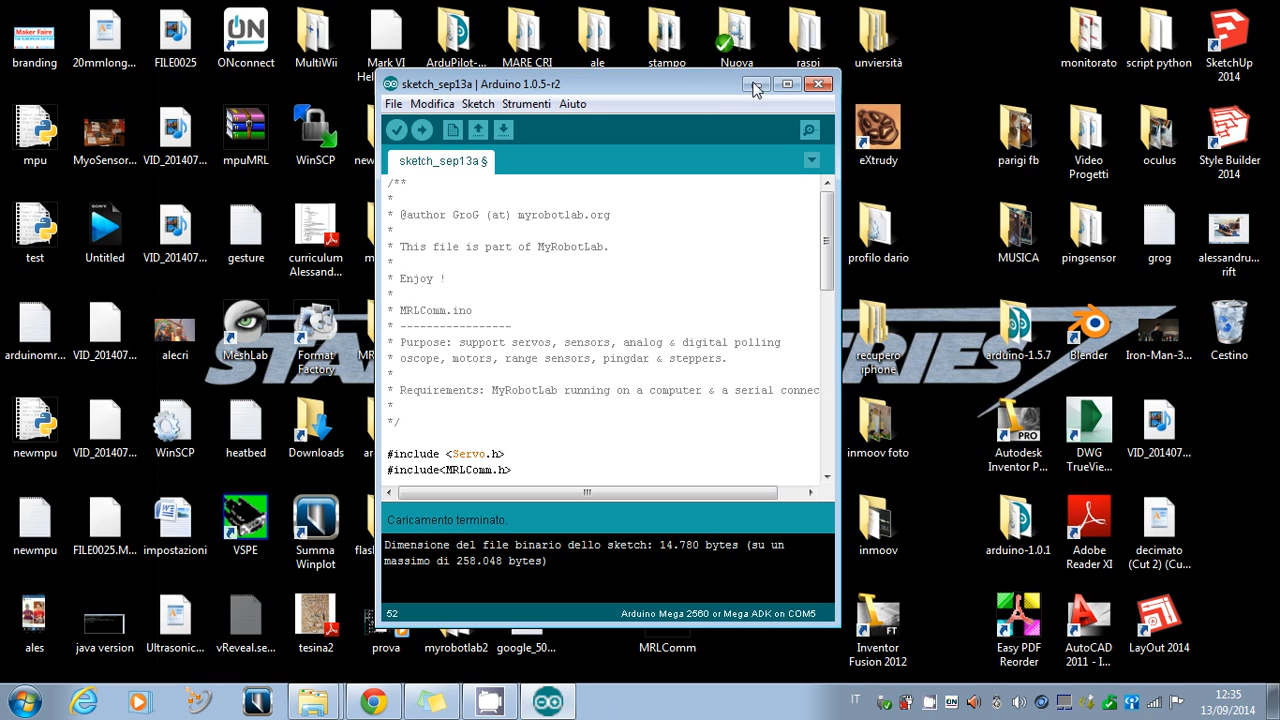 branding
20mmlong...
FILE0025
ONconnect
MultiWii
Mark VI
ArduPilot-...
MARE CRI
ale
stampo
Nuova
raspi
unviersità
monitorato
script python
SketchUp
2014
sketch_sep13a | Arduino 1.0.5-r2
File Modifica Sketch Strumenti Aiuto
sketch_sep13a §
/**
*
* @author GroG (at) myrobotlab.org
*
* This file is part of MyRobotLab.
*
* Enjoy !
*
* MRLComm.ino
* -----------------
* Purpose: support servos, sensors, analog & digital polling
* oscope, motors, range sensors, pingdar & steppers.
*
* Requirements: MyRobotLab running on a computer & a serial connec
*
*/
#include <Servo.h>
#include<MRLComm.h>
Caricamento terminato.
Dimensione del file binario dello sketch: 14.780 bytes (su un
massimo di 258.048 bytes)
52
Arduino Mega 2560 or Mega ADK on COM5
mpu
MyoSensor...
VID_201407...
mpuMRL
WinSCP
eXtrudy
parigi fb
Video
Progetti
oculus
Style Builder
2014
test
Untitled
VID_201407...
gesture
curriculum
Alessand...
profilo dario
MUSICA
pingsensor
grog
alessandru...
rift
arduinomr...
VID_201407...
alecri
MeshLab
Format
Factory
recupero
iphone
arduino-1.5.7
Blender
Iron-Man-3...
Cestino
newmpu
VID_201407...
WinSCP
heatbed
Downloads
inmoov foto
Autodesk
Inventor P...
DWG
TrueVie...
VID_201407...
newmpu
FILE0025.M...
impostazioni
VSPE
Summa
Winplot
inmoov
arduino-1.0.1
Adobe
Reader XI
decimato
(Cut 2) (Cu...
ales
java version
Ultrasonic...
vReveal.se...
tesina2
prova
myrobotlab2
google_50...
MRLComm
Inventor
Fusion 2012
Easy PDF
Reorder
AutoCAD
2011 - I...
LayOut 2014
IT
12:35
13/09/2014